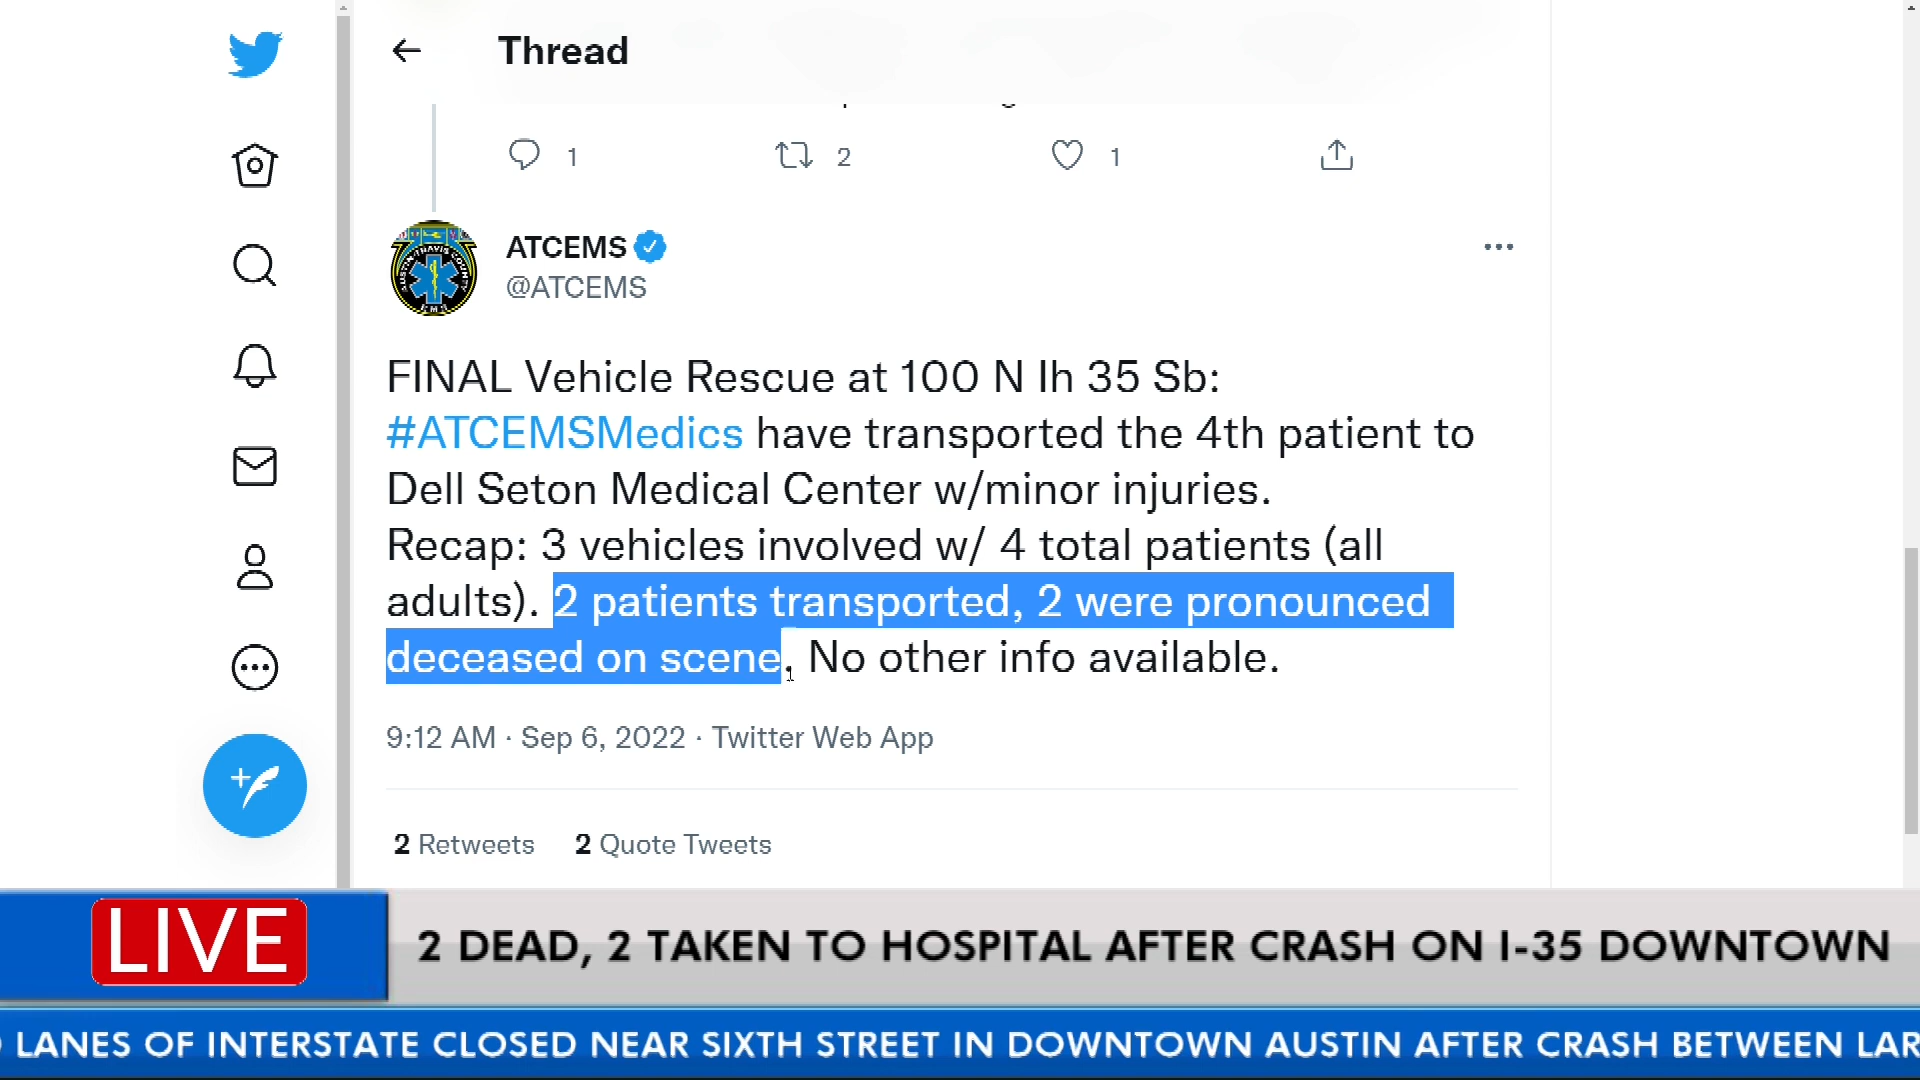 Thread
1 2 1
ATCEMS
@ATCEMS
FINAL Vehicle Rescue at 100 N Ih 35 Sb:
#ATCEMSMedics have transported the 4th patient to
Dell Seton Medical Center w/minor injuries.
Recap: 3 vehicles involved w/ 4 total patients (all
adults). 2 patients transported, 2 were pronounced
deceased on scene. No other info available.
9:12 AM · Sep 6, 2022 · Twitter Web App
2 Retweets 2 Quote Tweets
LIVE
2 DEAD, 2 TAKEN TO HOSPITAL AFTER CRASH ON I-35 DOWNTOWN
LANES OF INTERSTATE CLOSED NEAR SIXTH STREET IN DOWNTOWN AUSTIN AFTER CRASH BETWEEN LAR